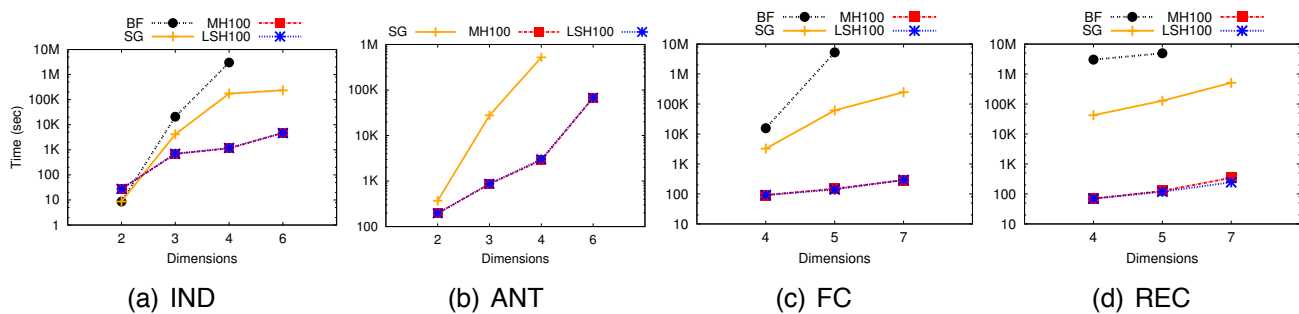 BF MH100
SG LSH100
10M
1M
100K
10K
1K
100
10
1
Time (sec)
2 3 4 6
Dimensions
(a) IND
SG MH100 LSH100
1M
100K
10K
1K
100
2 3 4 6
Dimensions
(b) ANT
BF MH100
SG LSH100
10M
1M
100K
10K
1K
100
10
4 5 7
Dimensions
(c) FC
BF MH100
SG LSH100
10M
1M
100K
10K
1K
100
10
4 5 7
Dimensions
(d) REC